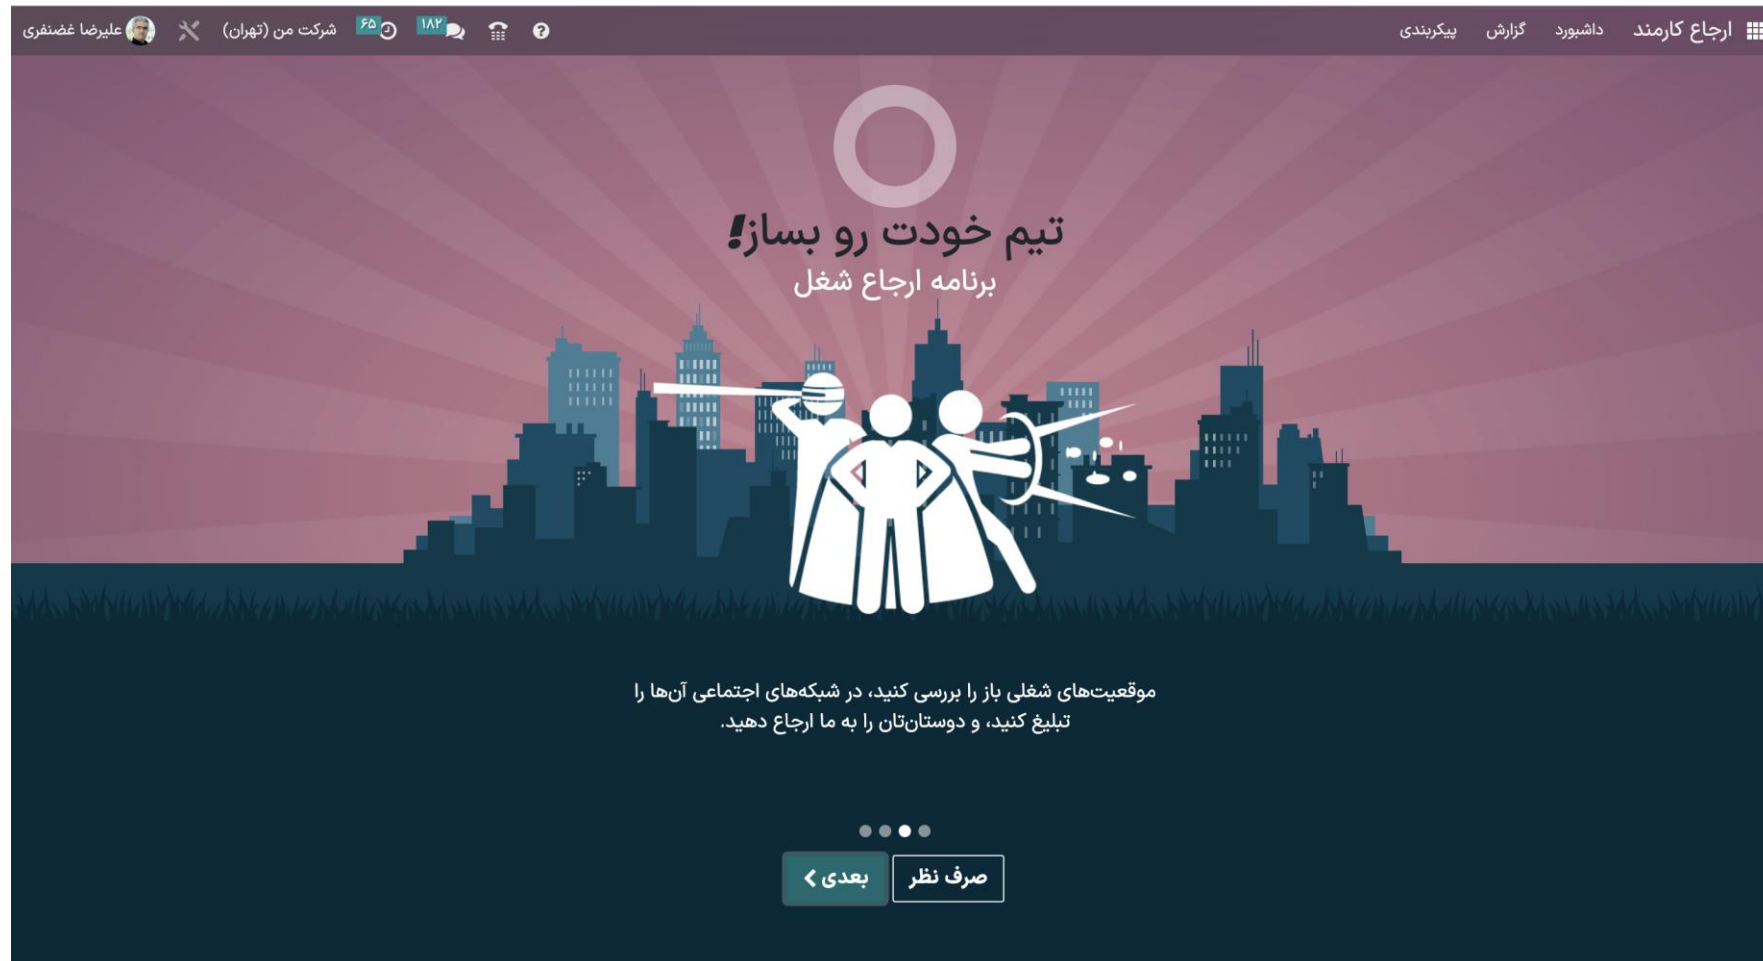 ارجاع کارمند داشبورد گزارش پیکربندی
۱۸۲ ۶۵ شرکت من (تهران) علیرضا غضنفری
تیم خودت رو بساز!
برنامه ارجاع شغل
موقعیت‌های شغلی باز را بررسی کنید، در شبکه‌های اجتماعی آن‌ها را
تبلیغ کنید، و دوستان‌تان را به ما ارجاع دهید.
صرف نظر بعدی